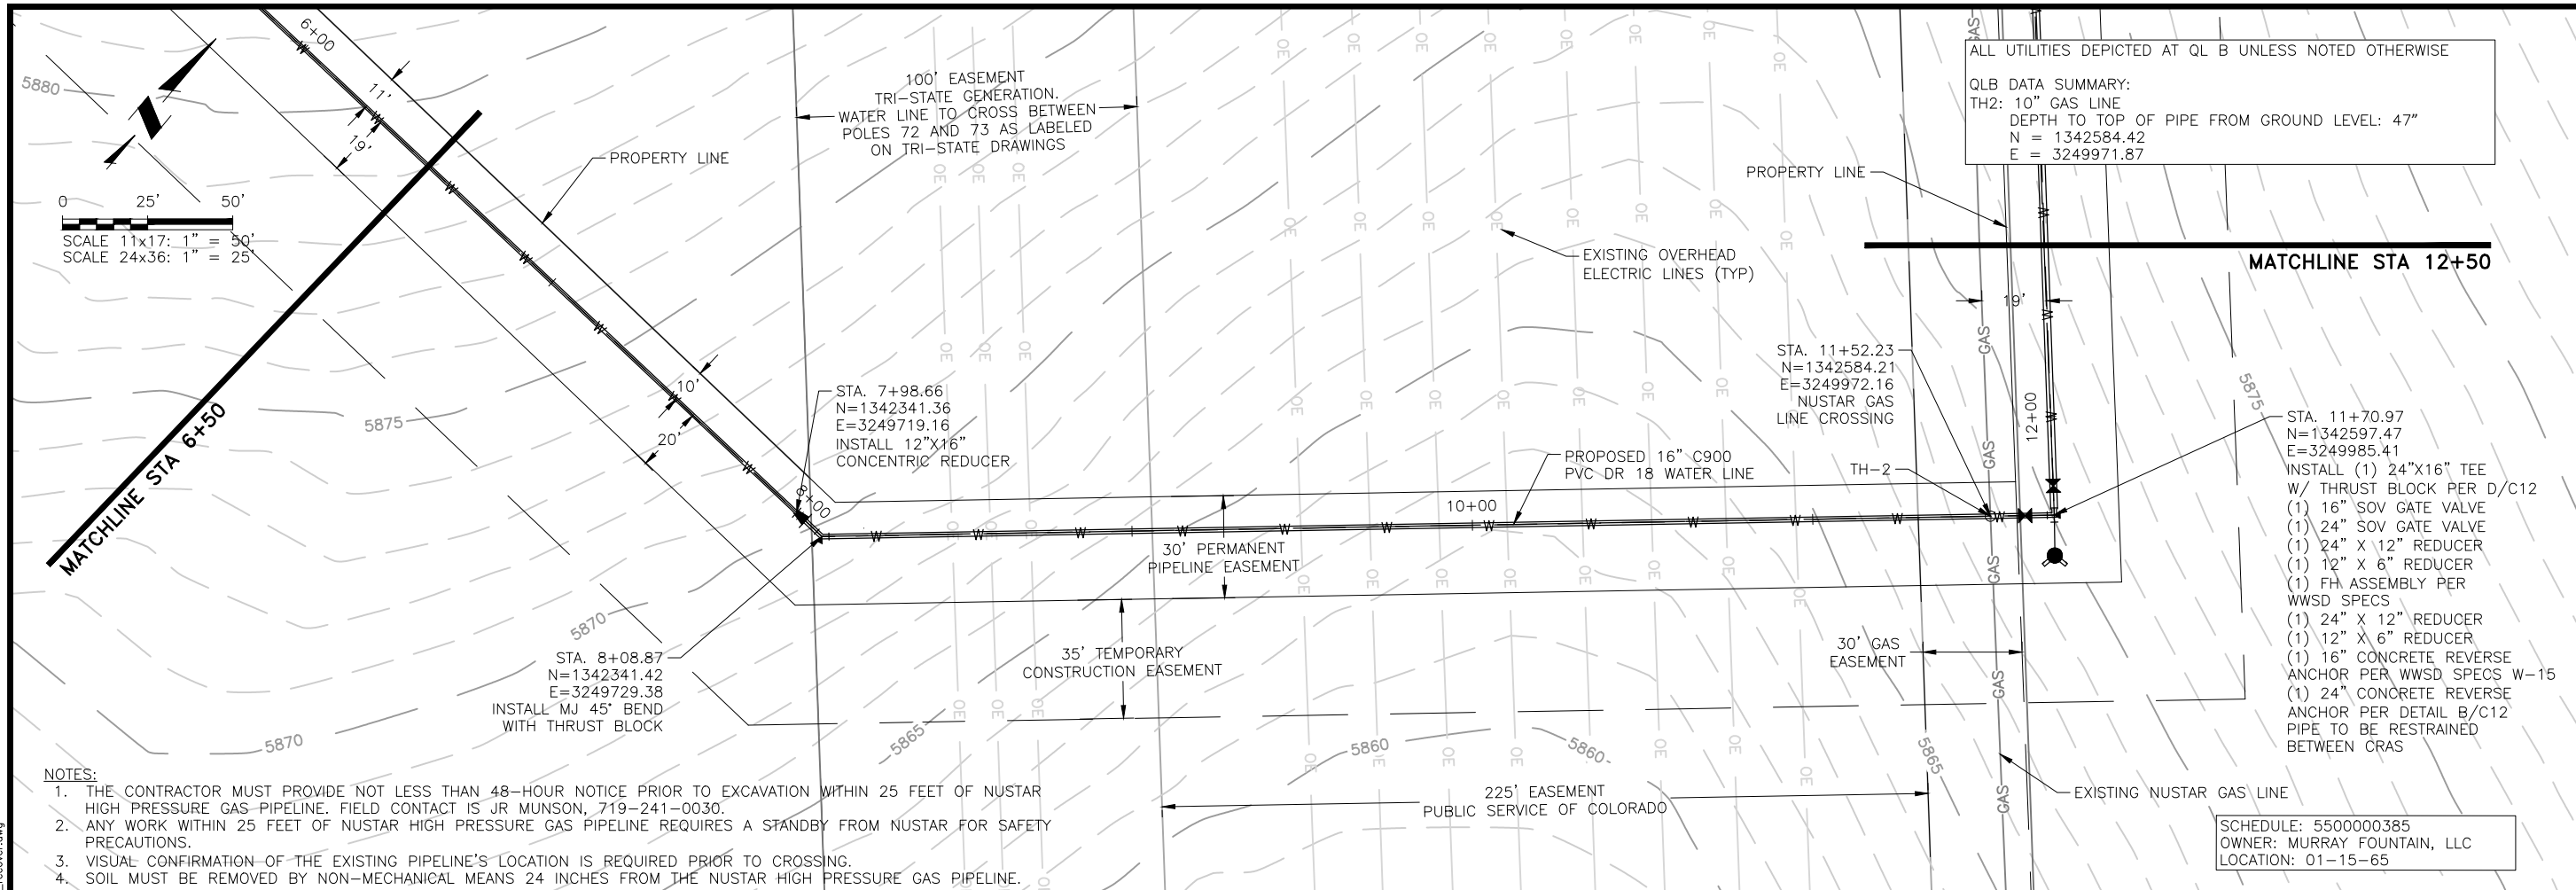 6+00
11'
19'
5880
0 25' 50'
SCALE 11x17: 1" = 50'
SCALE 24x36: 1" = 25'
MATCHLINE STA 6+50
PROPERTY LINE
100' EASEMENT
TRI-STATE GENERATION.
WATER LINE TO CROSS BETWEEN
POLES 72 AND 73 AS LABELED
ON TRI-STATE DRAWINGS
EXISTING OVERHEAD
ELECTRIC LINES (TYP)
ALL UTILITIES DEPICTED AT QL B UNLESS NOTED OTHERWISE
QLB DATA SUMMARY:
TH2: 10" GAS LINE
DEPTH TO TOP OF PIPE FROM GROUND LEVEL: 47"
N = 1342584.42
E = 3249971.87
PROPERTY LINE
MATCHLINE STA 12+50
19'
5875
10'
20'
5875
STA. 7+98.66
N=1342341.36
E=3249719.16
INSTALL 12"X16"
CONCENTRIC REDUCER
8+00
PROPOSED 16" C900
PVC DR 18 WATER LINE
10+00
STA. 11+52.23
N=1342584.21
E=3249972.16
NUSTAR GAS
LINE CROSSING
TH-2
12+00
STA. 11+70.97
N=1342597.47
E=3249985.41
INSTALL (1) 24"X16" TEE
W/ THRUST BLOCK PER D/C12
(1) 16" SOV GATE VALVE
(1) 24" SOV GATE VALVE
(1) 24" X 12" REDUCER
(1) 12" X 6" REDUCER
(1) FH ASSEMBLY PER
WWSD SPECS
(1) 24" X 12" REDUCER
(1) 12" X 6" REDUCER
(1) 16" CONCRETE REVERSE
ANCHOR PER WWSD SPECS W-15
(1) 24" CONCRETE REVERSE
ANCHOR PER DETAIL B/C12
PIPE TO BE RESTRAINED
BETWEEN CRAS
30' PERMANENT
PIPELINE EASEMENT
35' TEMPORARY
CONSTRUCTION EASEMENT
30' GAS
EASEMENT
5870
STA. 8+08.87
N=1342341.42
E=3249729.38
INSTALL MJ 45° BEND
WITH THRUST BLOCK
5870
5865
5860
5860
5865
GAS
GAS
GAS
GAS
GAS
GAS
GAS
225' EASEMENT
PUBLIC SERVICE OF COLORADO
EXISTING NUSTAR GAS LINE
SCHEDULE: 5500000385
OWNER: MURRAY FOUNTAIN, LLC
LOCATION: 01-15-65
NOTES:
1. THE CONTRACTOR MUST PROVIDE NOT LESS THAN 48-HOUR NOTICE PRIOR TO EXCAVATION WITHIN 25 FEET OF NUSTAR
HIGH PRESSURE GAS PIPELINE. FIELD CONTACT IS JR MUNSON, 719-241-0030.
2. ANY WORK WITHIN 25 FEET OF NUSTAR HIGH PRESSURE GAS PIPELINE REQUIRES A STANDBY FROM NUSTAR FOR SAFETY
PRECAUTIONS.
3. VISUAL CONFIRMATION OF THE EXISTING PIPELINE'S LOCATION IS REQUIRED PRIOR TO CROSSING.
4. SOIL MUST BE REMOVED BY NON-MECHANICAL MEANS 24 INCHES FROM THE NUSTAR HIGH PRESSURE GAS PIPELINE.